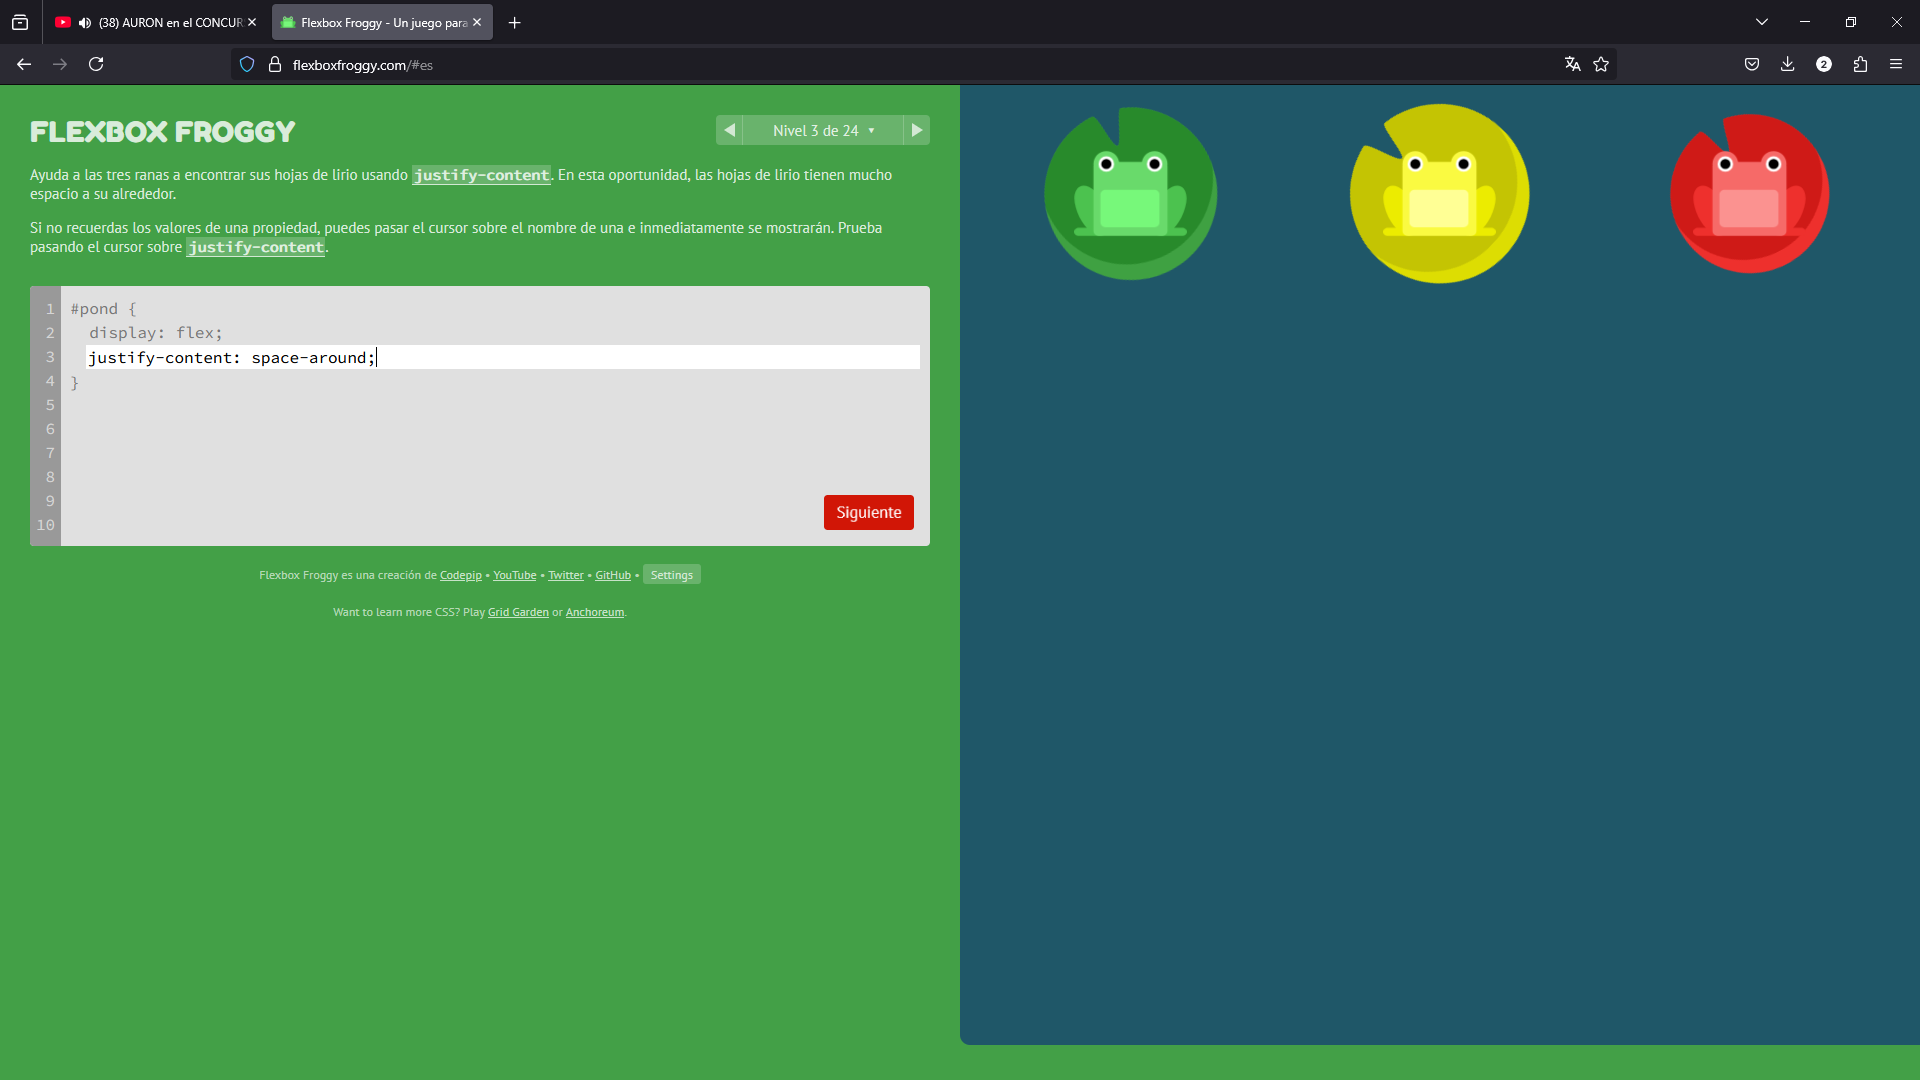 (38) AURON en el CONCUR
Flexbox Froggy - Un juego para
flexboxfroggy.com/#es
2
FLEXBOX FROGGY
Nivel 3 de 24 ▼
Ayuda a las tres ranas a encontrar sus hojas de lirio usando justify-content. En esta oportunidad, las hojas de lirio tienen mucho
espacio a su alrededor.
Si no recuerdas los valores de una propiedad, puedes pasar el cursor sobre el nombre de una e inmediatamente se mostrarán. Prueba
pasando el cursor sobre justify-content.
1 #pond {
2 display: flex;
3 justify-content: space-around;
4 }
5
6
7
8
9
10
Siguiente
Flexbox Froggy es una creación de Codepip • YouTube • Twitter • GitHub • Settings
Want to learn more CSS? Play Grid Garden or Anchoreum.